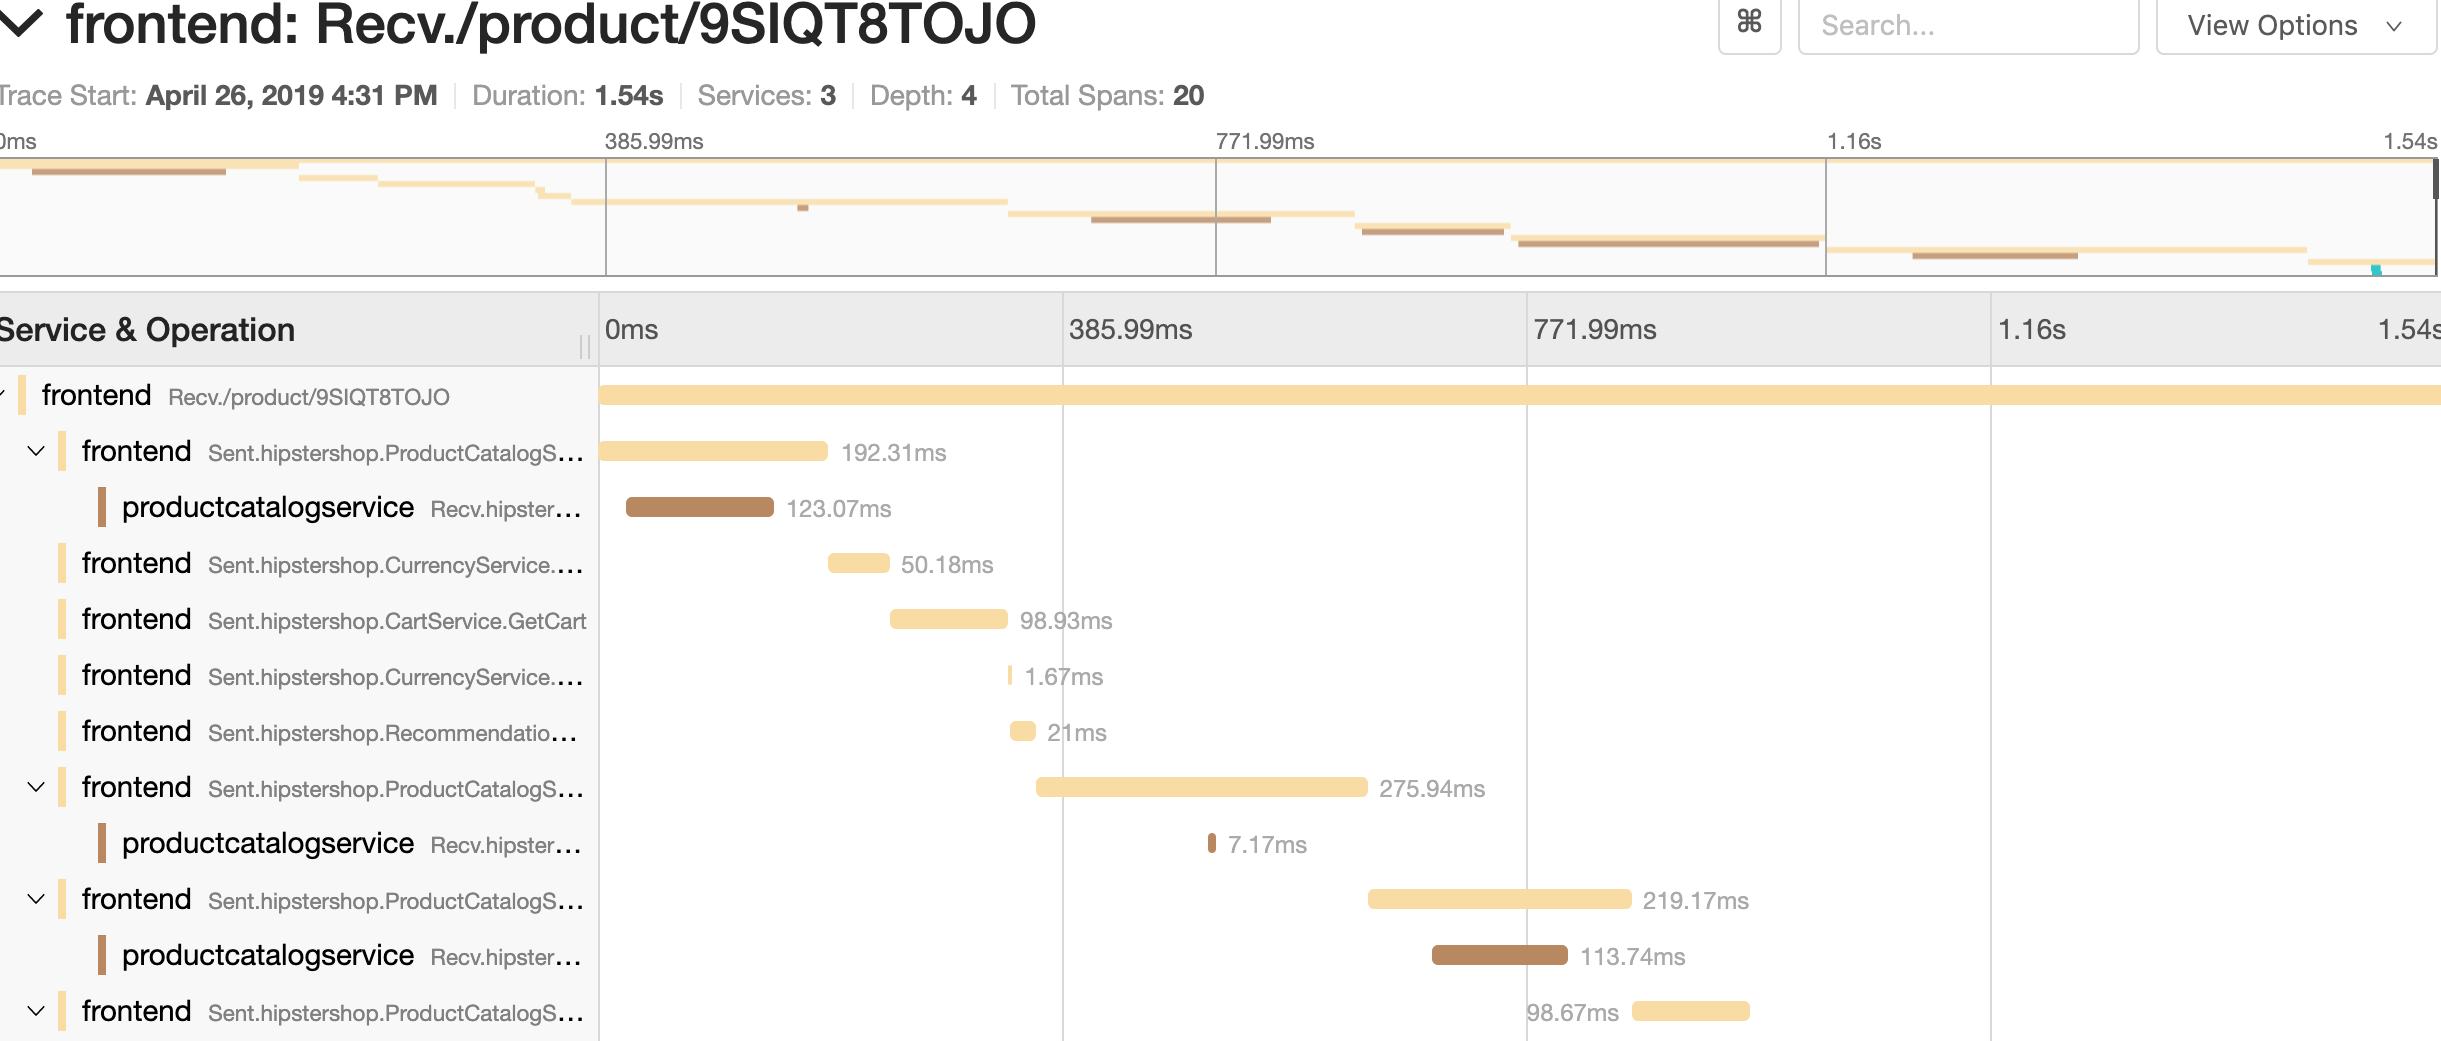 frontend: Recv./product/9SIQT8TOJO
⌘ Search... View Options
Trace Start: April 26, 2019 4:31 PM Duration: 1.54s Services: 3 Depth: 4 Total Spans: 20
0ms 385.99ms 771.99ms 1.16s 1.54s
Service & Operation 0ms 385.99ms 771.99ms 1.16s 1.54s
frontend Recv./product/9SIQT8TOJO
frontend Sent.hipstershop.ProductCatalogS... 192.31ms
productcatalogservice Recv.hipster... 123.07ms
frontend Sent.hipstershop.CurrencyService.... 50.18ms
frontend Sent.hipstershop.CartService.GetCart 98.93ms
frontend Sent.hipstershop.CurrencyService.... 1.67ms
frontend Sent.hipstershop.Recommendatio... 21ms
frontend Sent.hipstershop.ProductCatalogS... 275.94ms
productcatalogservice Recv.hipster... 7.17ms
frontend Sent.hipstershop.ProductCatalogS... 219.17ms
productcatalogservice Recv.hipster... 113.74ms
frontend Sent.hipstershop.ProductCatalogS... 98.67ms